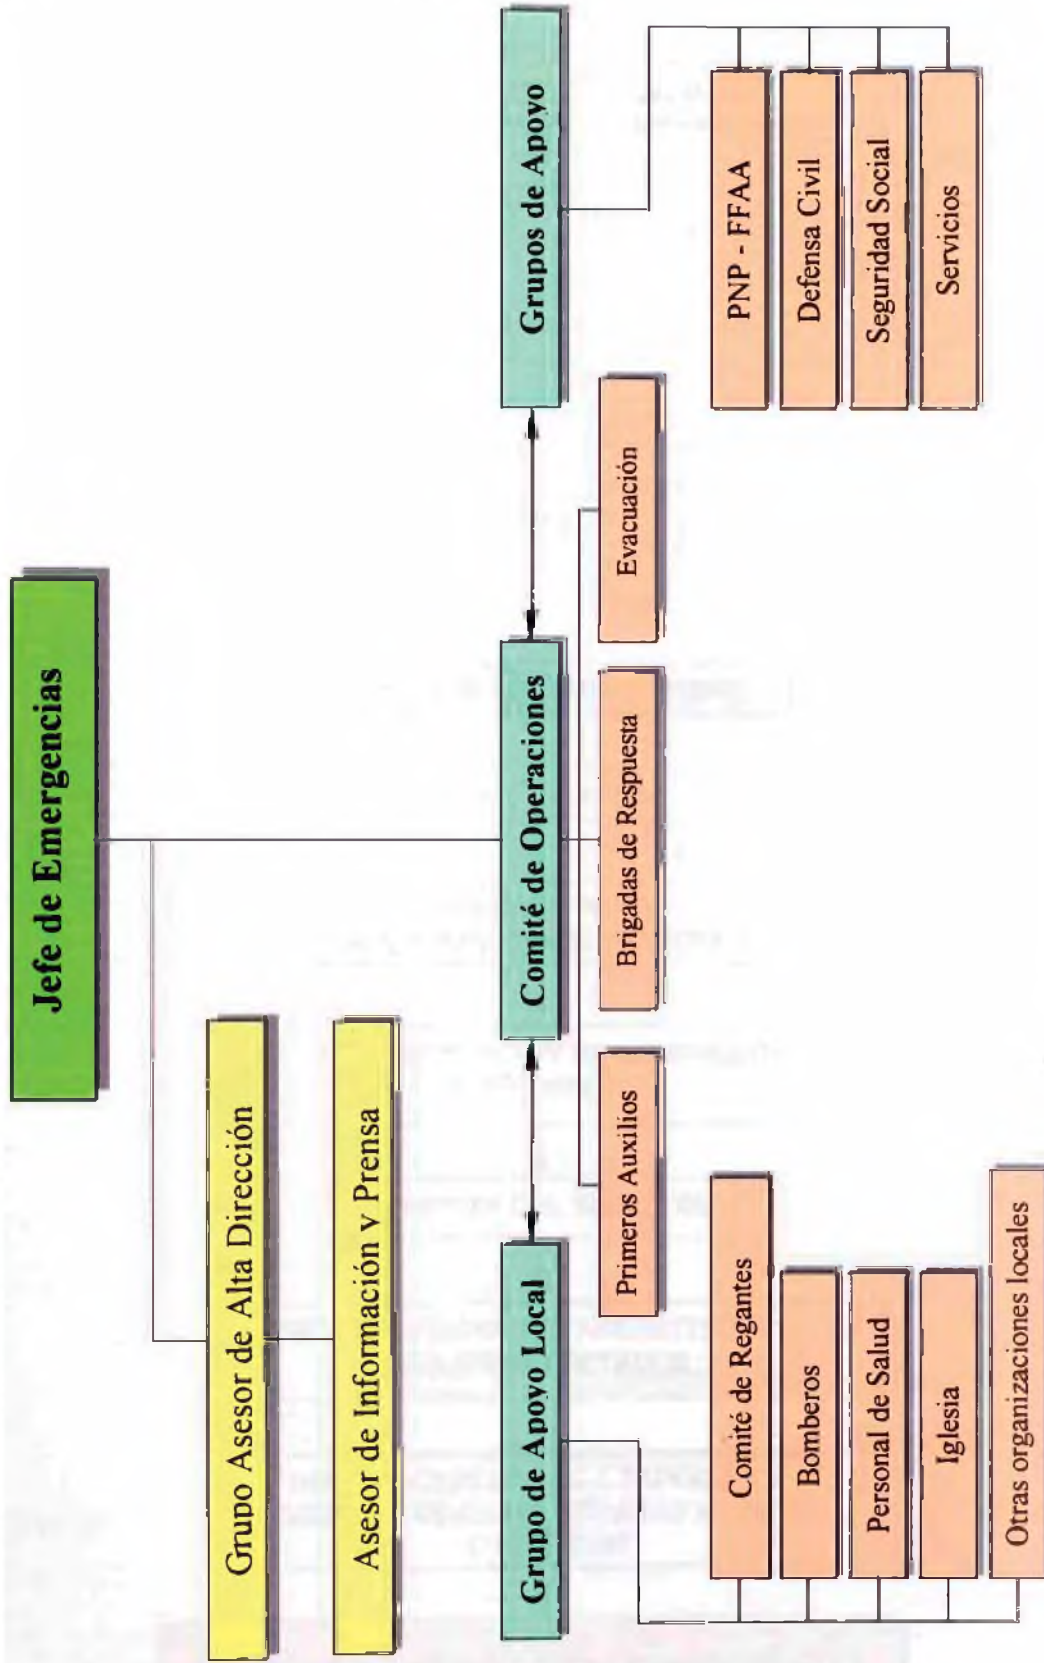 Jefe de Emergencias
Grupo Asesor de Alta Dirección
Asesor de Información y Prensa
Grupo de Apoyo Local
Comité de Operaciones
Grupos de Apoyo
Primeros Auxilios
Brigadas de Respuesta
Evacuación
Comité de Regantes
Bomberos
Personal de Salud
Iglesia
Otras organizaciones locales
PNP - FFAA
Defensa Civil
Seguridad Social
Servicios